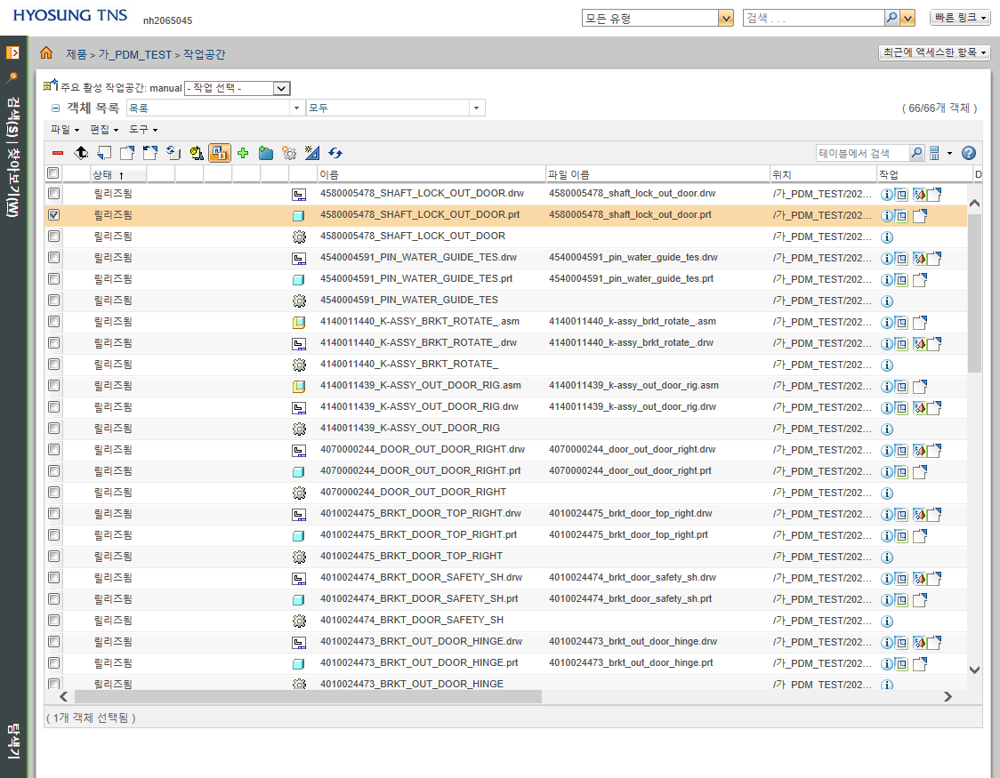 HYOSUNG TNS nh2065045 모든 유형 검색 . . . 빠른 링크
제품 > 가_PDM_TEST > 작업공간 최근에 액세스한 항목
검색(S) | 찾아보기(W)
탐색기
주요 활성 작업공간: manual - 작업 선택 -
객체 목록 목록 모두 ( 66/66개 객체 )
파일 편집 도구
테이블에서 검색
상태 ↑ 이름 파일 이름 위치 작업 D
릴리즈됨 4580005478_SHAFT_LOCK_OUT_DOOR.drw 4580005478_shaft_lock_out_door.drw /가_PDM_TEST/202...
릴리즈됨 4580005478_SHAFT_LOCK_OUT_DOOR.prt 4580005478_shaft_lock_out_door.prt /가_PDM_TEST/202...
릴리즈됨 4580005478_SHAFT_LOCK_OUT_DOOR /가_PDM_TEST/202...
릴리즈됨 4540004591_PIN_WATER_GUIDE_TES.drw 4540004591_pin_water_guide_tes.drw /가_PDM_TEST/202...
릴리즈됨 4540004591_PIN_WATER_GUIDE_TES.prt 4540004591_pin_water_guide_tes.prt /가_PDM_TEST/202...
릴리즈됨 4540004591_PIN_WATER_GUIDE_TES /가_PDM_TEST/202...
릴리즈됨 4140011440_K-ASSY_BRKT_ROTATE_.asm 4140011440_k-assy_brkt_rotate_.asm /가_PDM_TEST/202...
릴리즈됨 4140011440_K-ASSY_BRKT_ROTATE_.drw 4140011440_k-assy_brkt_rotate_.drw /가_PDM_TEST/202...
릴리즈됨 4140011440_K-ASSY_BRKT_ROTATE_ /가_PDM_TEST/202...
릴리즈됨 4140011439_K-ASSY_OUT_DOOR_RIG.asm 4140011439_k-assy_out_door_rig.asm /가_PDM_TEST/202...
릴리즈됨 4140011439_K-ASSY_OUT_DOOR_RIG.drw 4140011439_k-assy_out_door_rig.drw /가_PDM_TEST/202...
릴리즈됨 4140011439_K-ASSY_OUT_DOOR_RIG /가_PDM_TEST/202...
릴리즈됨 4070000244_DOOR_OUT_DOOR_RIGHT.drw 4070000244_door_out_door_right.drw /가_PDM_TEST/202...
릴리즈됨 4070000244_DOOR_OUT_DOOR_RIGHT.prt 4070000244_door_out_door_right.prt /가_PDM_TEST/202...
릴리즈됨 4070000244_DOOR_OUT_DOOR_RIGHT /가_PDM_TEST/202...
릴리즈됨 4010024475_BRKT_DOOR_TOP_RIGHT.drw 4010024475_brkt_door_top_right.drw /가_PDM_TEST/202...
릴리즈됨 4010024475_BRKT_DOOR_TOP_RIGHT.prt 4010024475_brkt_door_top_right.prt /가_PDM_TEST/202...
릴리즈됨 4010024475_BRKT_DOOR_TOP_RIGHT /가_PDM_TEST/202...
릴리즈됨 4010024474_BRKT_DOOR_SAFETY_SH.drw 4010024474_brkt_door_safety_sh.drw /가_PDM_TEST/202...
릴리즈됨 4010024474_BRKT_DOOR_SAFETY_SH.prt 4010024474_brkt_door_safety_sh.prt /가_PDM_TEST/202...
릴리즈됨 4010024474_BRKT_DOOR_SAFETY_SH /가_PDM_TEST/202...
릴리즈됨 4010024473_BRKT_OUT_DOOR_HINGE.drw 4010024473_brkt_out_door_hinge.drw /가_PDM_TEST/202...
릴리즈됨 4010024473_BRKT_OUT_DOOR_HINGE.prt 4010024473_brkt_out_door_hinge.prt /가_PDM_TEST/202...
릴리즈됨 4010024473_BRKT_OUT_DOOR_HINGE /가_PDM_TEST/202...
( 1개 객체 선택됨 )